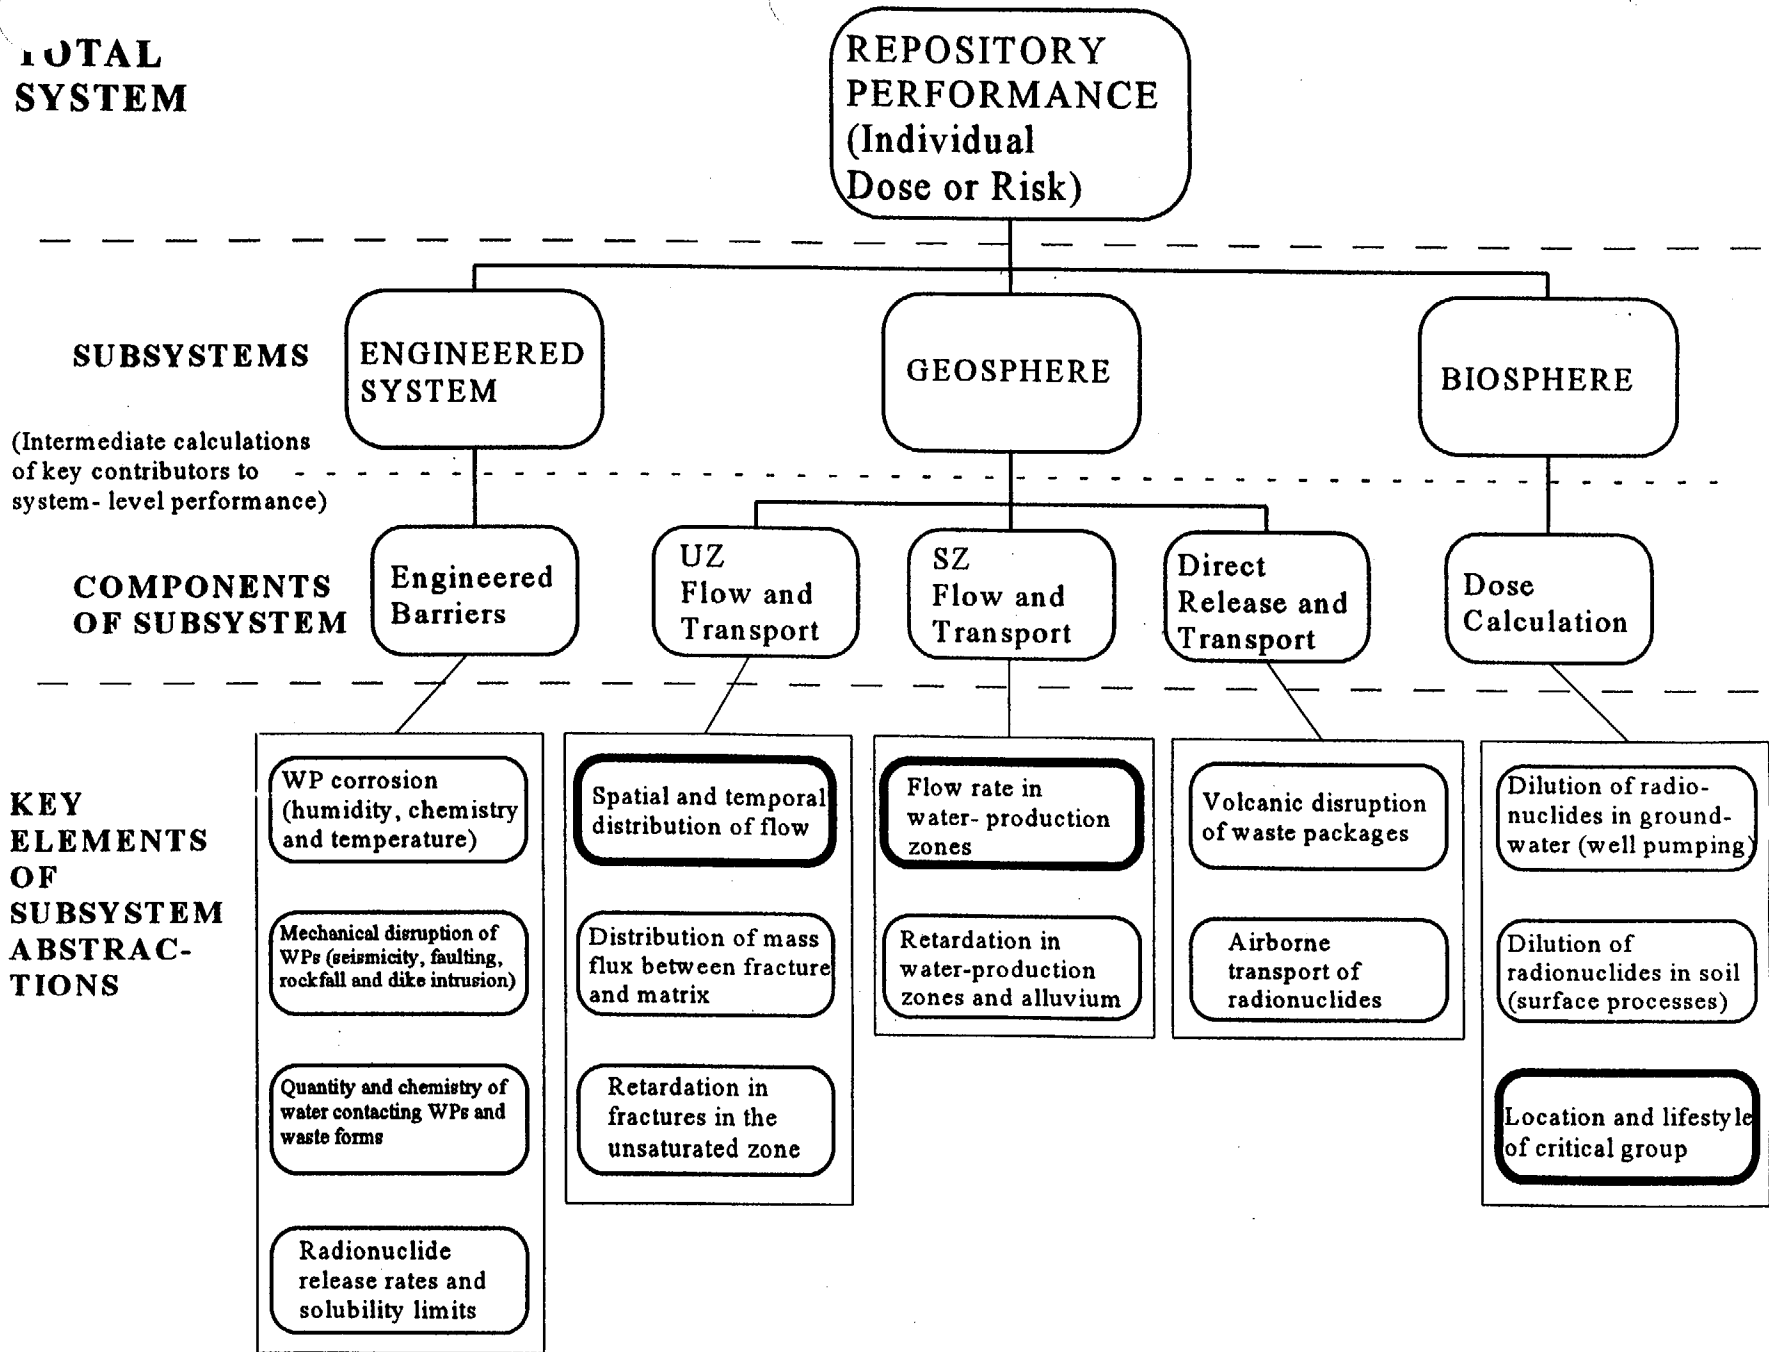 TOTAL
SYSTEM
REPOSITORY
PERFORMANCE
(Individual
Dose or Risk)
SUBSYSTEMS
ENGINEERED
SYSTEM
GEOSPHERE
BIOSPHERE
(Intermediate calculations
of key contributors to
system- level performance)
COMPONENTS
OF SUBSYSTEM
Engineered
Barriers
UZ
Flow and
Transport
SZ
Flow and
Transport
Direct
Release and
Transport
Dose
Calculation
KEY
ELEMENTS
OF
SUBSYSTEM
ABSTRAC-
TIONS
WP corrosion
(humidity, chemistry
and temperature)
Mechanical disruption of
WPs (seismicity, faulting,
rockfall and dike intrusion)
Quantity and chemistry of
water contacting WPs and
waste forms
Radionuclide
release rates and
solubility limits
Spatial and temporal
distribution of flow
Distribution of mass
flux between fracture
and matrix
Retardation in
fractures in the
unsaturated zone
Flow rate in
water- production
zones
Retardation in
water-production
zones and alluvium
Volcanic disruption
of waste packages
Airborne
transport of
radionuclides
Dilution of radio-
nuclides in ground-
water (well pumping)
Dilution of
radionuclides in soil
(surface processes)
Location and lifestyle
of critical group